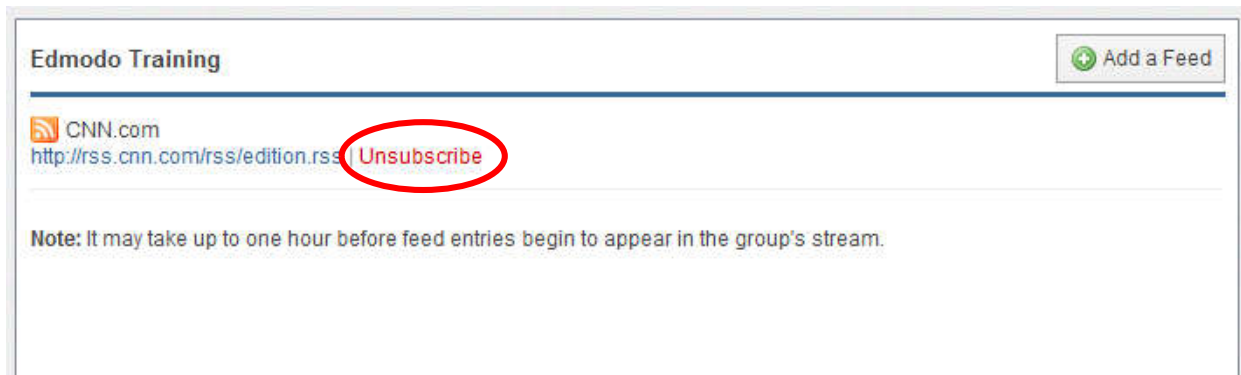 Edmodo Training
Add a Feed
CNN.com
http://rss.cnn.com/rss/edition.rss | Unsubscribe
Note: It may take up to one hour before feed entries begin to appear in the group's stream.